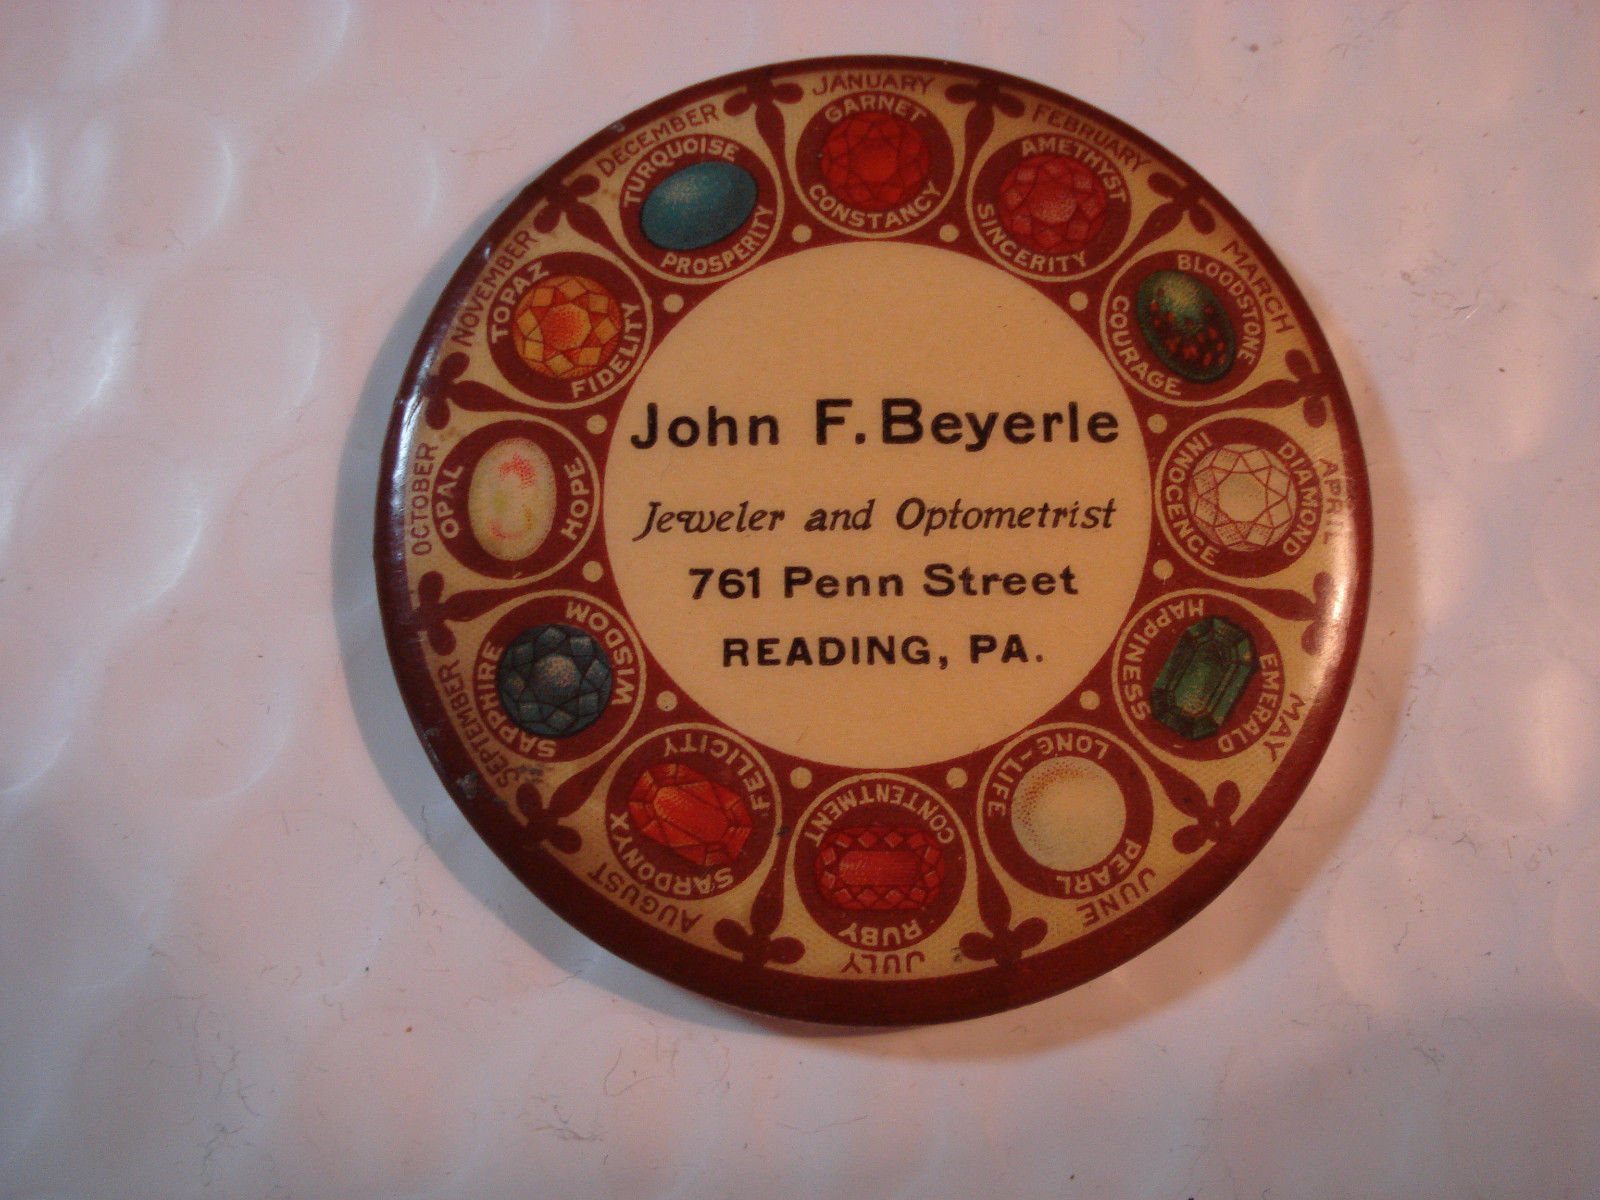 John F. Beyerle
Jeweler and Optometrist
761 Penn Street
READING, PA.
JANUARY
GARNET
CONSTANCY
FEBRUARY
AMETHYST
SINCERITY
MARCH
BLOODSTONE
COURAGE
APRIL
DIAMOND
INNOCENCE
MAY
EMERALD
HAPPINESS
JUNE
PEARL
LONG-LIFE
JULY
RUBY
CONTENTMENT
AUGUST
SARDONYX
FELICITY
SEPTEMBER
SAPPHIRE
WISDOM
OCTOBER
OPAL
HOPE
NOVEMBER
TOPAZ
FIDELITY
DECEMBER
TURQUOISE
PROSPERITY